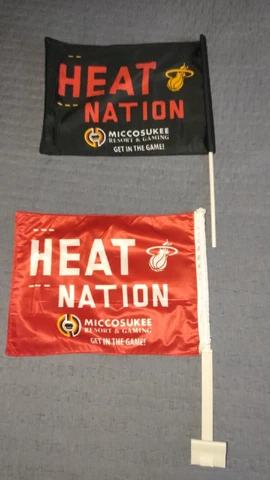 HEAT
NATION
MICCOSUKEE
RESORT & GAMING
GET IN THE GAME!
HEAT
NATION
MICCOSUKEE
RESORT & GAMING
GET IN THE GAME!